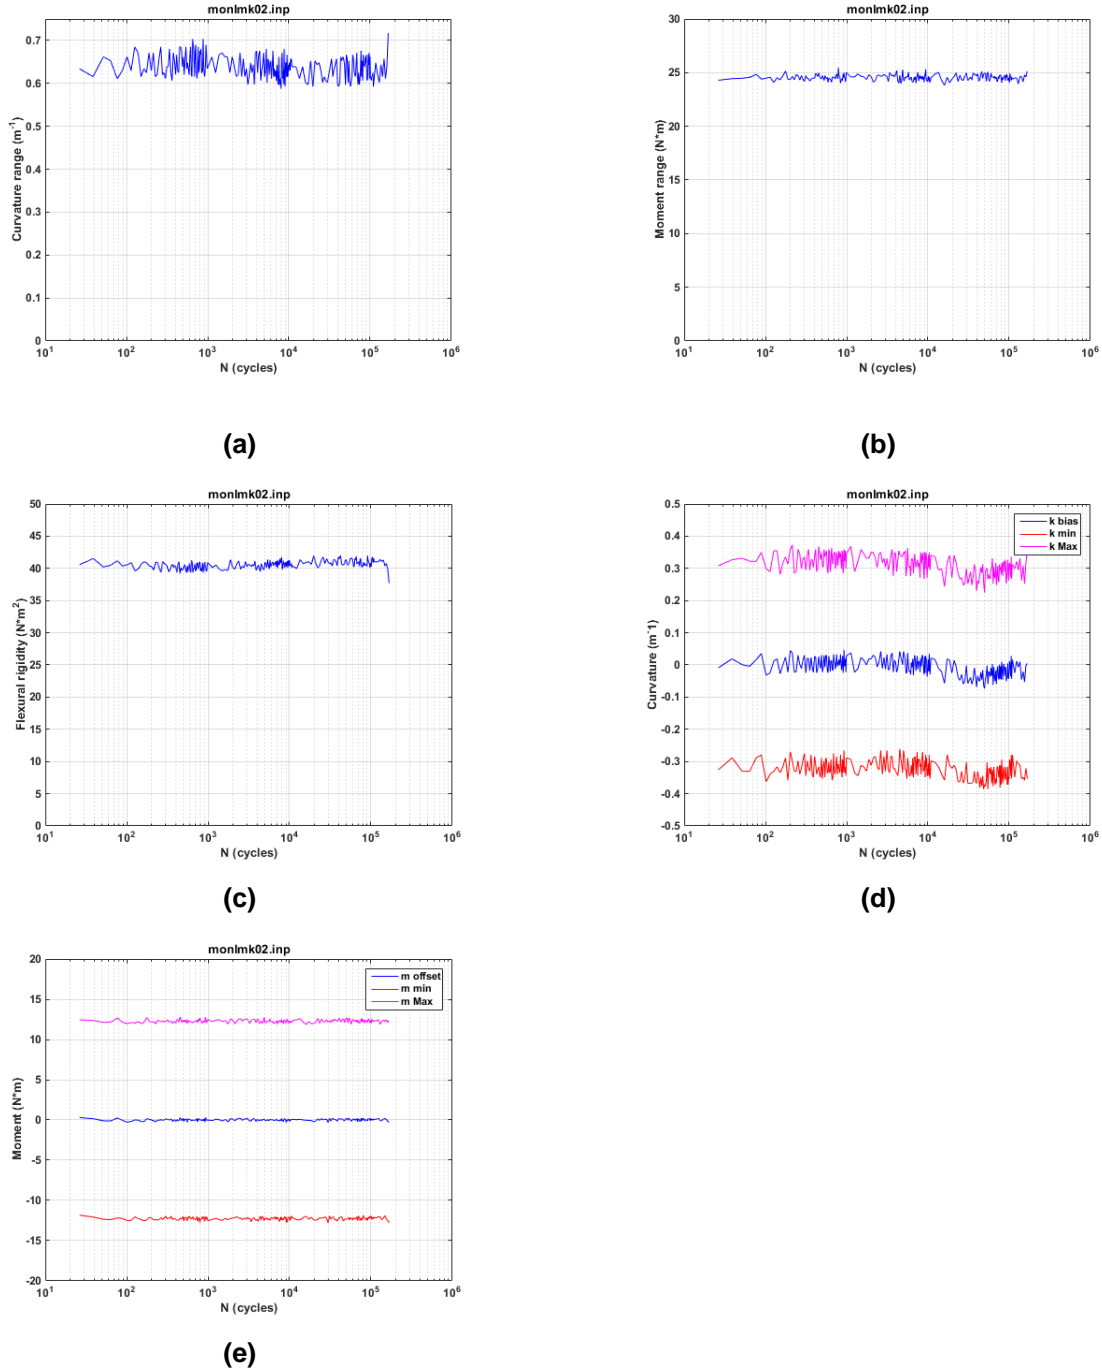 monlmk02.inp
Curvature range (m⁻¹)
0.7
0.6
0.5
0.4
0.3
0.2
0.1
0
10¹ 10² 10³ 10⁴ 10⁵ 10⁶
N (cycles)
(a)
monlmk02.inp
Moment range (N*m)
30
25
20
15
10
5
0
10¹ 10² 10³ 10⁴ 10⁵ 10⁶
N (cycles)
(b)
monlmk02.inp
Flexural rigidity (N*m²)
50
45
40
35
30
25
20
15
10
5
0
10¹ 10² 10³ 10⁴ 10⁵ 10⁶
N (cycles)
(c)
monlmk02.inp
Curvature (m⁻1)
0.5
0.4
0.3
0.2
0.1
0
-0.1
-0.2
-0.3
-0.4
-0.5
k bias
k min
k Max
10¹ 10² 10³ 10⁴ 10⁵ 10⁶
N (cycles)
(d)
monlmk02.inp
Moment (N*m)
20
15
10
5
0
-5
-10
-15
-20
m offset
m min
m Max
10¹ 10² 10³ 10⁴ 10⁵ 10⁶
N (cycles)
(e)